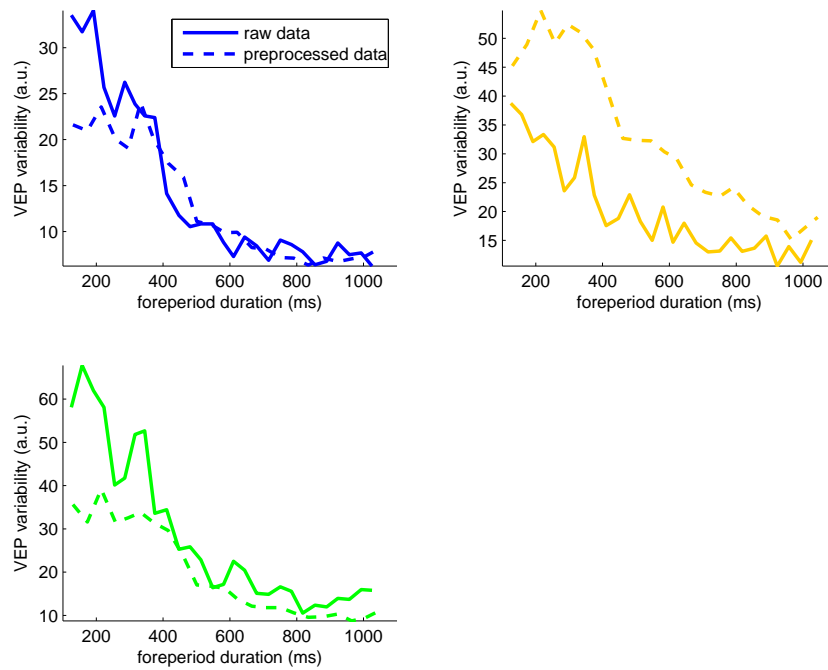 raw data
preprocessed data
VEP variability (a.u.)
30
25
20
15
10
200 400 600 800 1000
foreperiod duration (ms)
VEP variability (a.u.)
50
45
40
35
30
25
20
15
200 400 600 800 1000
foreperiod duration (ms)
VEP variability (a.u.)
60
50
40
30
20
10
200 400 600 800 1000
foreperiod duration (ms)